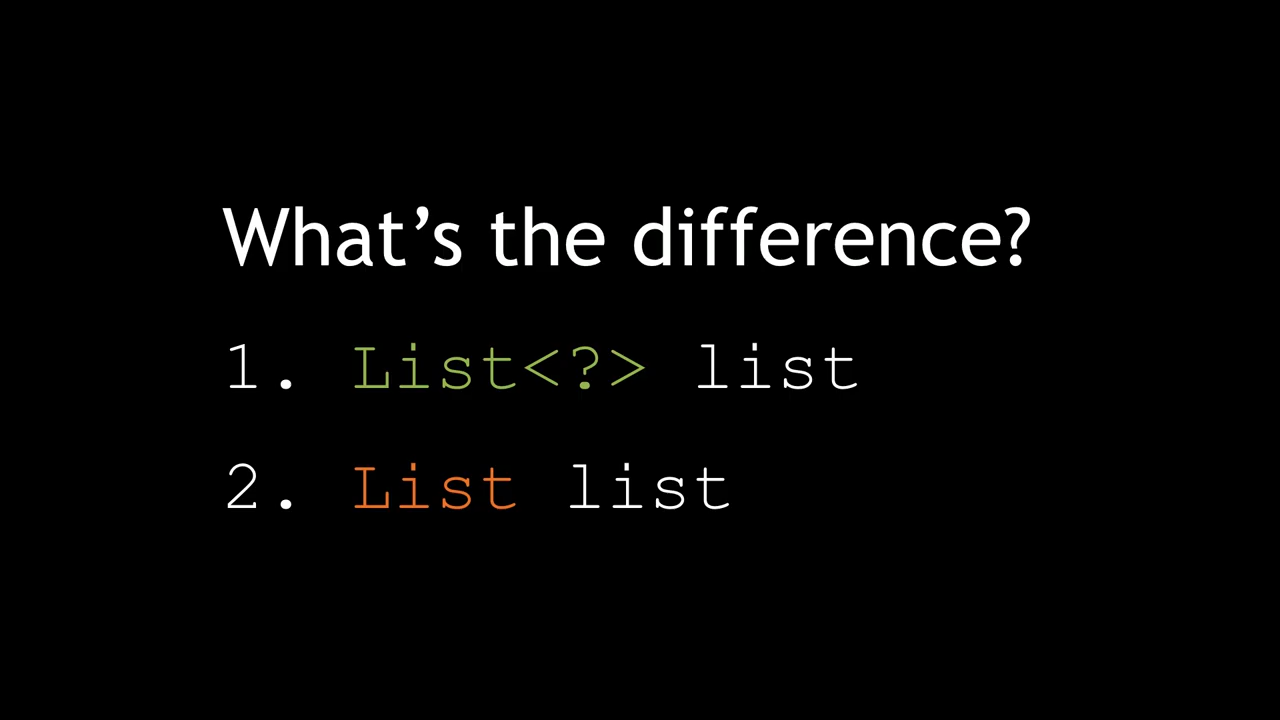 What’s the difference?
1. List<?> list
2. List list